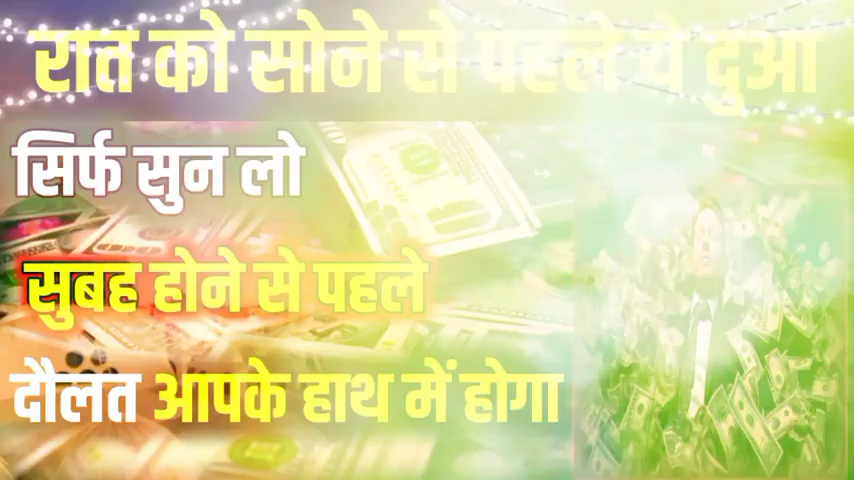 रात को सोने से पहले ये दुआ
सिर्फ सुन लो
सुबह होने से पहले
दौलत आपके हाथ में होगा